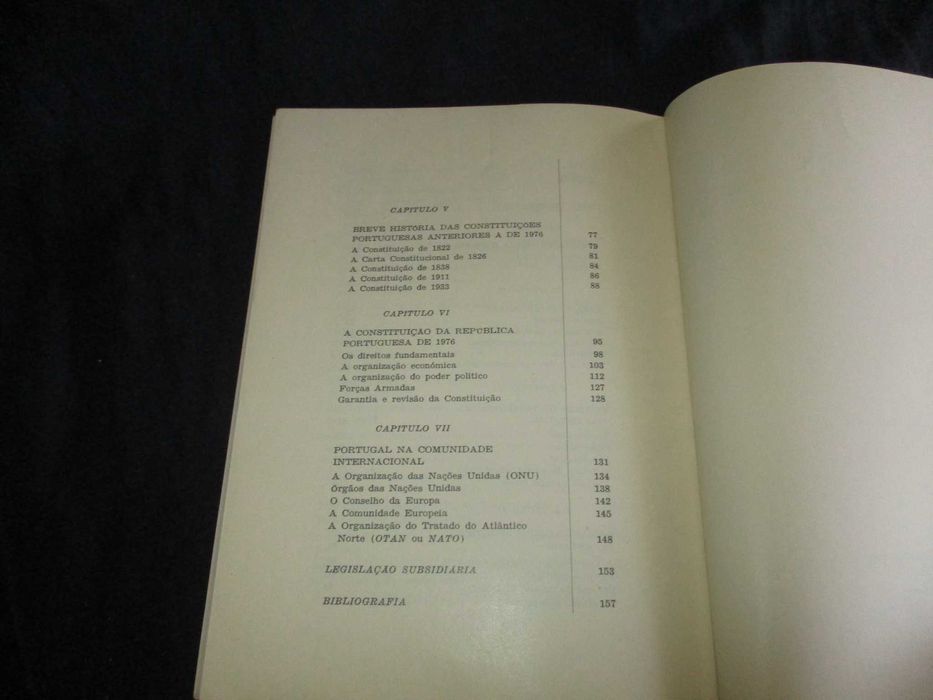 CAPITULO V
BREVE HISTÓRIA DAS CONSTITUIÇÕES
PORTUGUESAS ANTERIORES A DE 1976 77
A Constituição de 1822 79
A Carta Constitucional de 1826 81
A Constituição de 1838 84
A Constituição de 1911 86
A Constituição de 1933 88
CAPITULO VI
A CONSTITUIÇÃO DA REPÚBLICA
PORTUGUESA DE 1976 95
Os direitos fundamentais 98
A organização económica 103
A organização do poder político 112
Forças Armadas 127
Garantia e revisão da Constituição 128
CAPITULO VII
PORTUGAL NA COMUNIDADE
INTERNACIONAL 131
A Organização das Nações Unidas (ONU) 134
Órgãos das Nações Unidas 138
O Conselho da Europa 142
A Comunidade Europeia 145
A Organização do Tratado do Atlântico
Norte (OTAN ou NATO) 148
LEGISLAÇÃO SUBSIDIÁRIA 153
BIBLIOGRAFIA 157